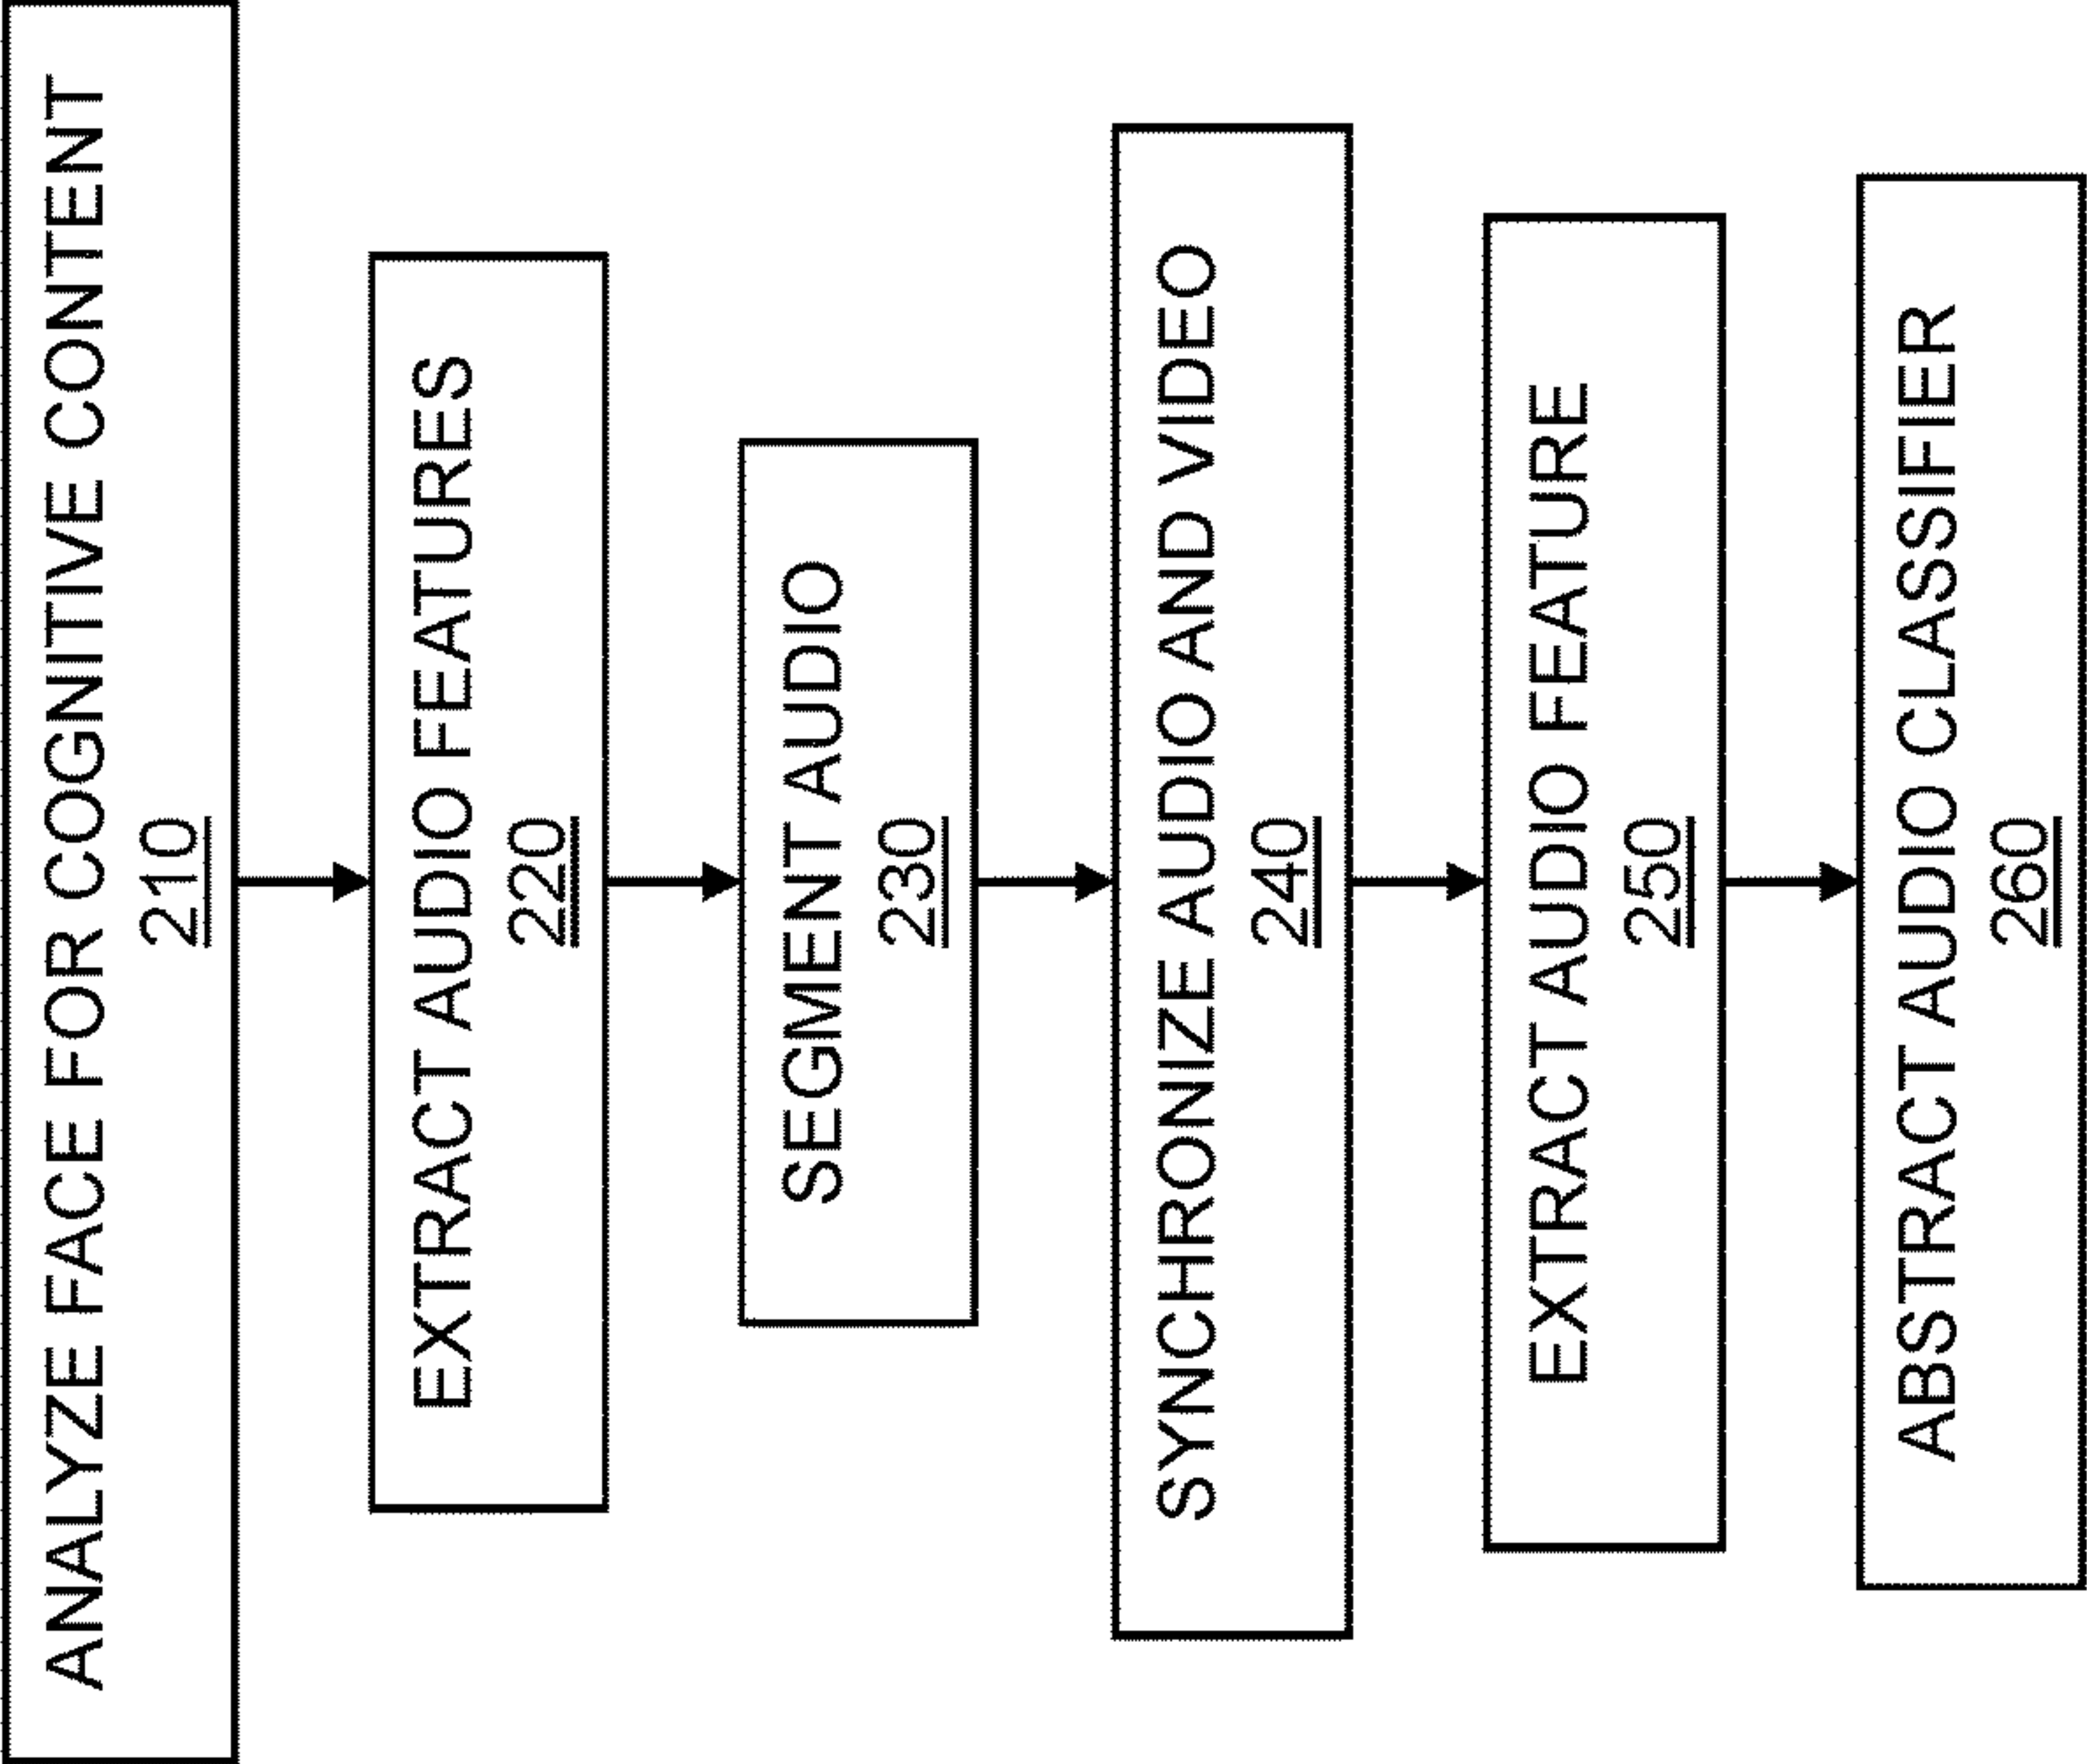 ANALYZE FACE FOR COGNITIVE CONTENT
210
EXTRACT AUDIO FEATURES
220
SEGMENT AUDIO
230
SYNCHRONIZE AUDIO AND VIDEO
240
EXTRACT AUDIO FEATURE
250
ABSTRACT AUDIO CLASSIFIER
260